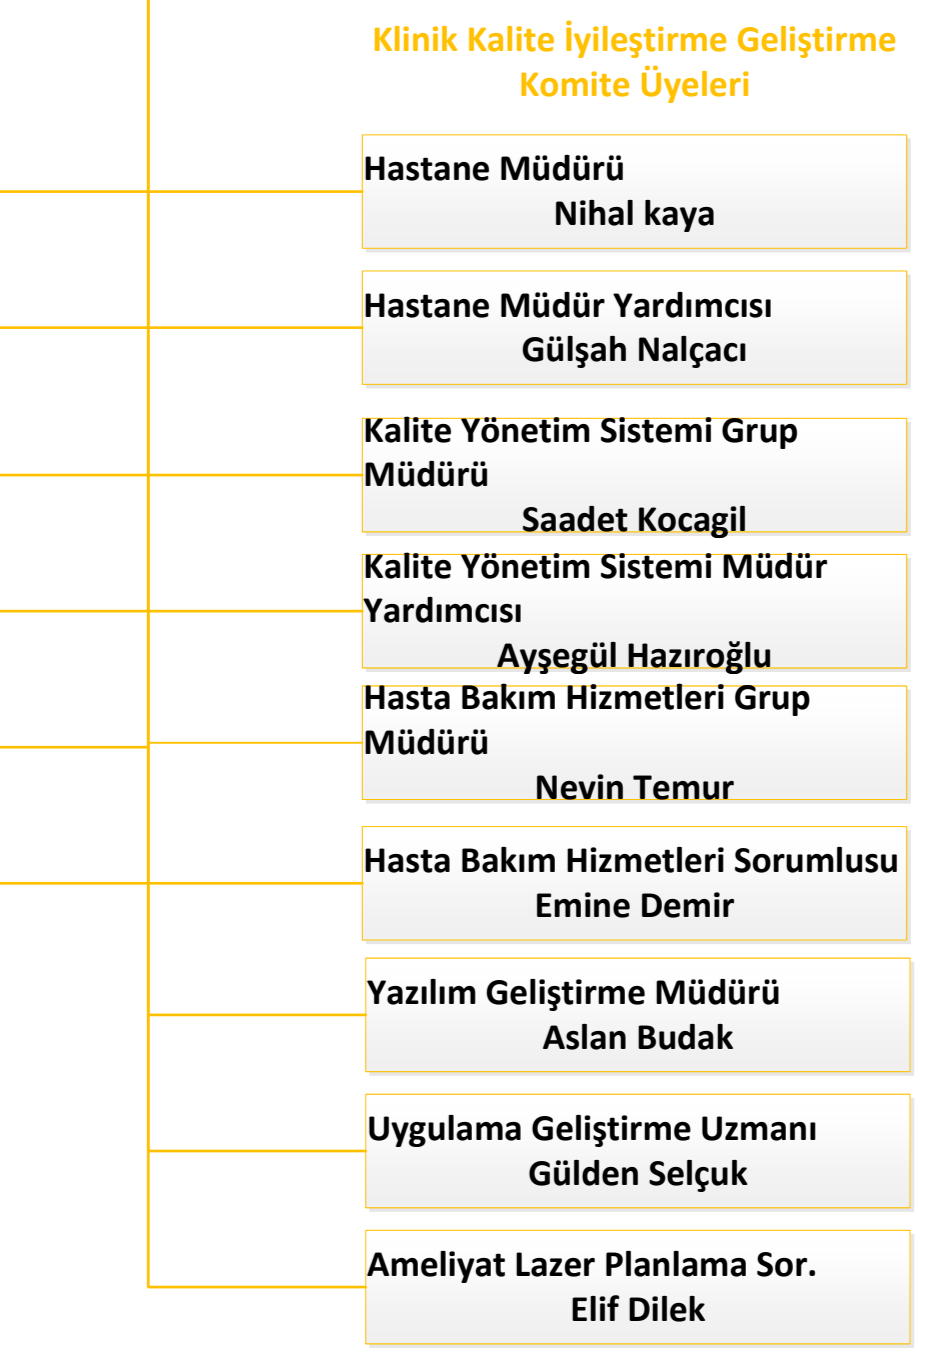 Klinik Kalite İyileştirme Geliştirme
Komite Üyeleri
Hastane Müdürü
Nihal kaya
Hastane Müdür Yardımcısı
Gülşah Nalçacı
Kalite Yönetim Sistemi Grup
Müdürü
Saadet Kocagil
Kalite Yönetim Sistemi Müdür
Yardımcısı
Ayşegül Hazıroğlu
Hasta Bakım Hizmetleri Grup
Müdürü
Nevin Temur
Hasta Bakım Hizmetleri Sorumlusu
Emine Demir
Yazılım Geliştirme Müdürü
Aslan Budak
Uygulama Geliştirme Uzmanı
Gülden Selçuk
Ameliyat Lazer Planlama Sor.
Elif Dilek